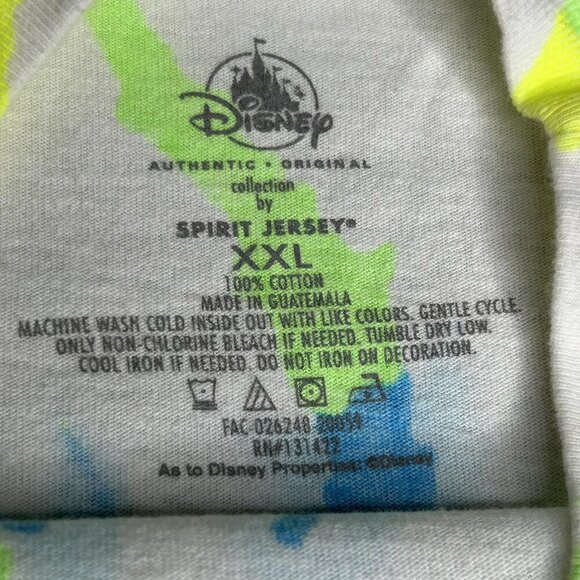 Disney
AUTHENTIC • ORIGINAL
collection
by
SPIRIT JERSEY®
XXL
100% COTTON
MADE IN GUATEMALA
MACHINE WASH COLD INSIDE OUT WITH LIKE COLORS. GENTLE CYCLE.
ONLY NON-CHLORINE BLEACH IF NEEDED. TUMBLE DRY LOW.
COOL IRON IF NEEDED. DO NOT IRON ON DECORATION.
FAC-026248-20059
RN#131422
As to Disney Properties: ©Disney